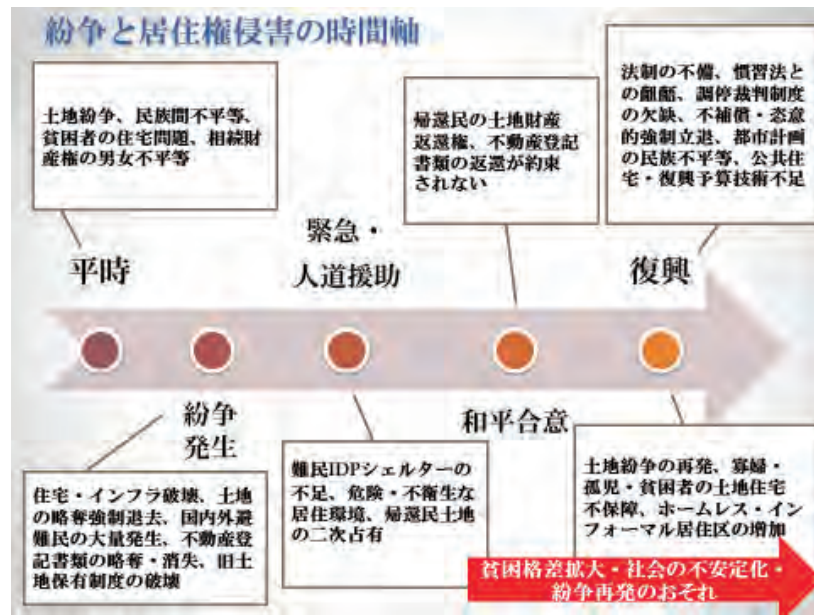 紛争と居住権侵害の時間軸
土地紛争、民族間不平等、
貧困者の住宅問題、相続財
産権の男女不平等
帰還民の土地財産
返還権、不動産登記
書類の返還が約束
されない
法制の不備、慣習法と
の齟齬、調停裁判制度
の欠缺、不補償・恣意
的強制立退、都市計画
の民族不平等、公共住
宅・復興予算技術不足
平時
緊急・
人道援助
復興
紛争
発生
和平合意
住宅・インフラ破壊、土地
の略奪強制退去、国内外避
難民の大量発生、不動産登
記書類の略奪・消失、旧土
地保有制度の破壊
難民IDPシェルターの
不足、危険・不衛生な
居住環境、帰還民土地
の二次占有
土地紛争の再発、寡婦・
孤児・貧困者の土地住宅
不保障、ホームレス・イン
フォーマル居住区の増加
貧困格差拡大・社会の不安定化・
紛争再発のおそれ